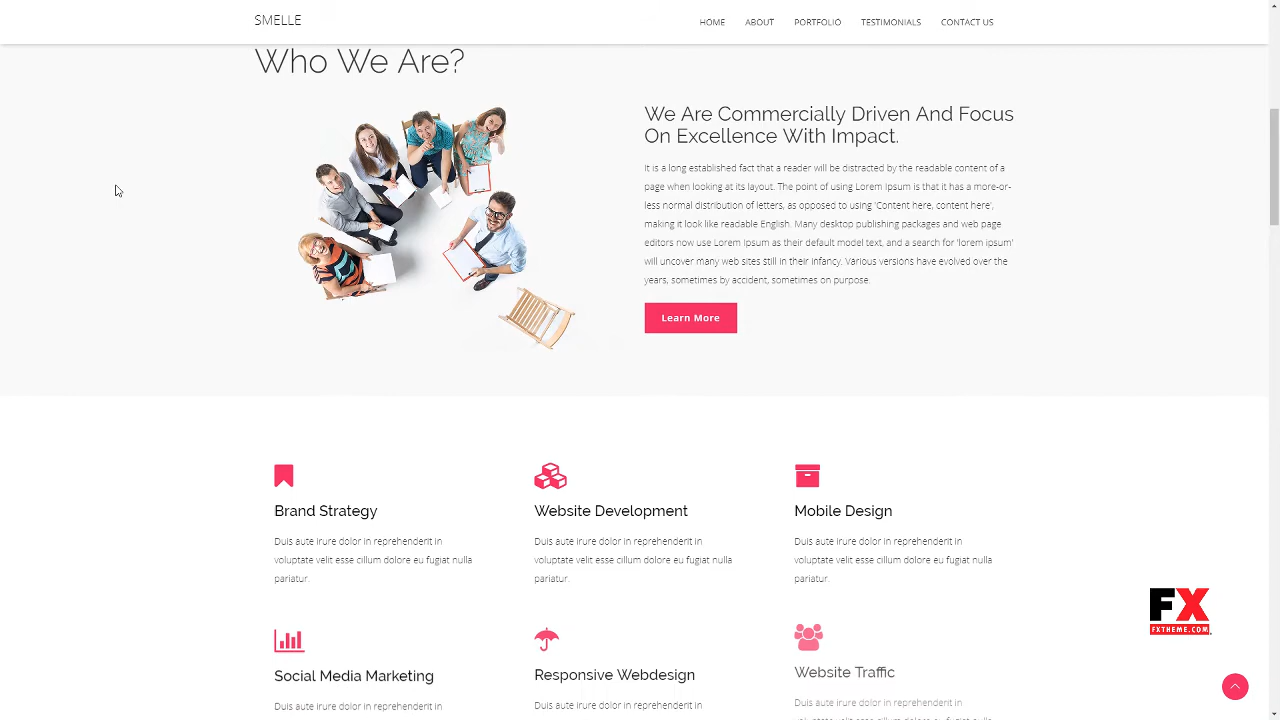 SMELLE
HOME ABOUT PORTFOLIO TESTIMONIALS CONTACT US
Who We Are?
We Are Commercially Driven And Focus
On Excellence With Impact.
It is a long established fact that a reader will be distracted by the readable content of a
page when looking at its layout. The point of using Lorem Ipsum is that it has a more-or-
less normal distribution of letters, as opposed to using 'Content here, content here',
making it look like readable English. Many desktop publishing packages and web page
editors now use Lorem Ipsum as their default model text, and a search for 'lorem ipsum'
will uncover many web sites still in their infancy. Various versions have evolved over the
years, sometimes by accident, sometimes on purpose.
Learn More
Brand Strategy
Duis aute irure dolor in reprehenderit in
voluptate velit esse cillum dolore eu fugiat nulla
pariatur.
Website Development
Duis aute irure dolor in reprehenderit in
voluptate velit esse cillum dolore eu fugiat nulla
pariatur.
Mobile Design
Duis aute irure dolor in reprehenderit in
voluptate velit esse cillum dolore eu fugiat nulla
pariatur.
Social Media Marketing
Duis aute irure dolor in reprehenderit in
Responsive Webdesign
Duis aute irure dolor in reprehenderit in
Website Traffic
Duis aute irure dolor in reprehenderit in
FX
FXTHEME.COM